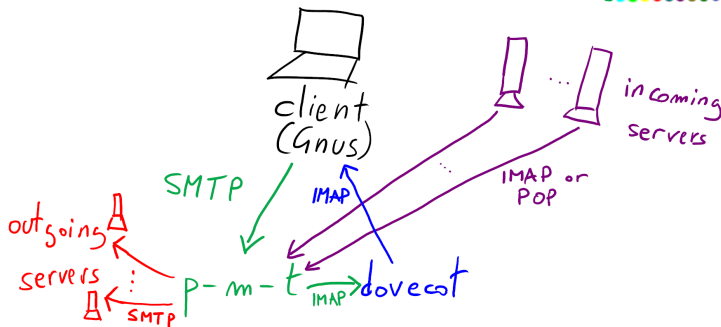 client
(Gnus)
...
incoming
servers
SMTP
IMAP
...
IMAP or
POP
outgoing
servers
...
p-m-t
IMAP
dovecot
SMTP